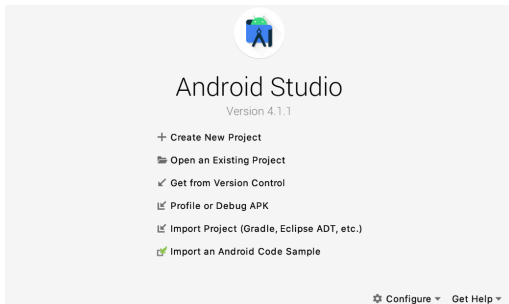 Android Studio
Version 4.1.1
Create New Project
Open an Existing Project
Get from Version Control
Profile or Debug APK
Import Project (Gradle, Eclipse ADT, etc.)
Import an Android Code Sample
Configure Get Help